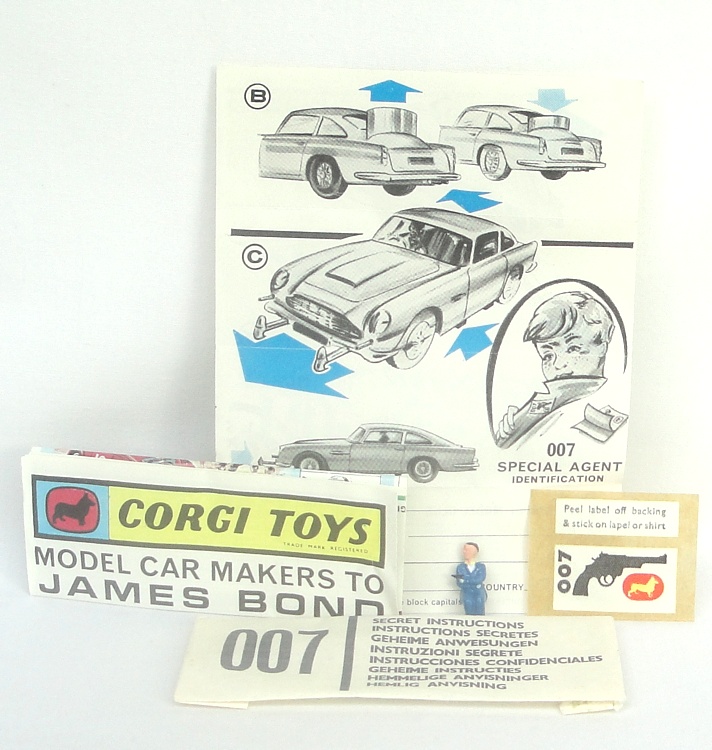 B
C
007
SPECIAL AGENT
IDENTIFICATION
CORGI TOYS
TRADE MARK REGISTERED
MODEL CAR MAKERS TO
JAMES BOND
OUNTRY
block capitals
Peel label off backing
& stick on lapel or shirt
007
007
SECRET INSTRUCTIONS
INSTRUCTIONS SECRETES
GEHEIME ANWEISUNGEN
INSTRUZIONI SEGRETE
INSTRUCCIONES CONFIDENCIALES
GEHEIME INSTRUCTIES
HEMMELIGE ANVISNINGER
HEMLIG ANVISNING